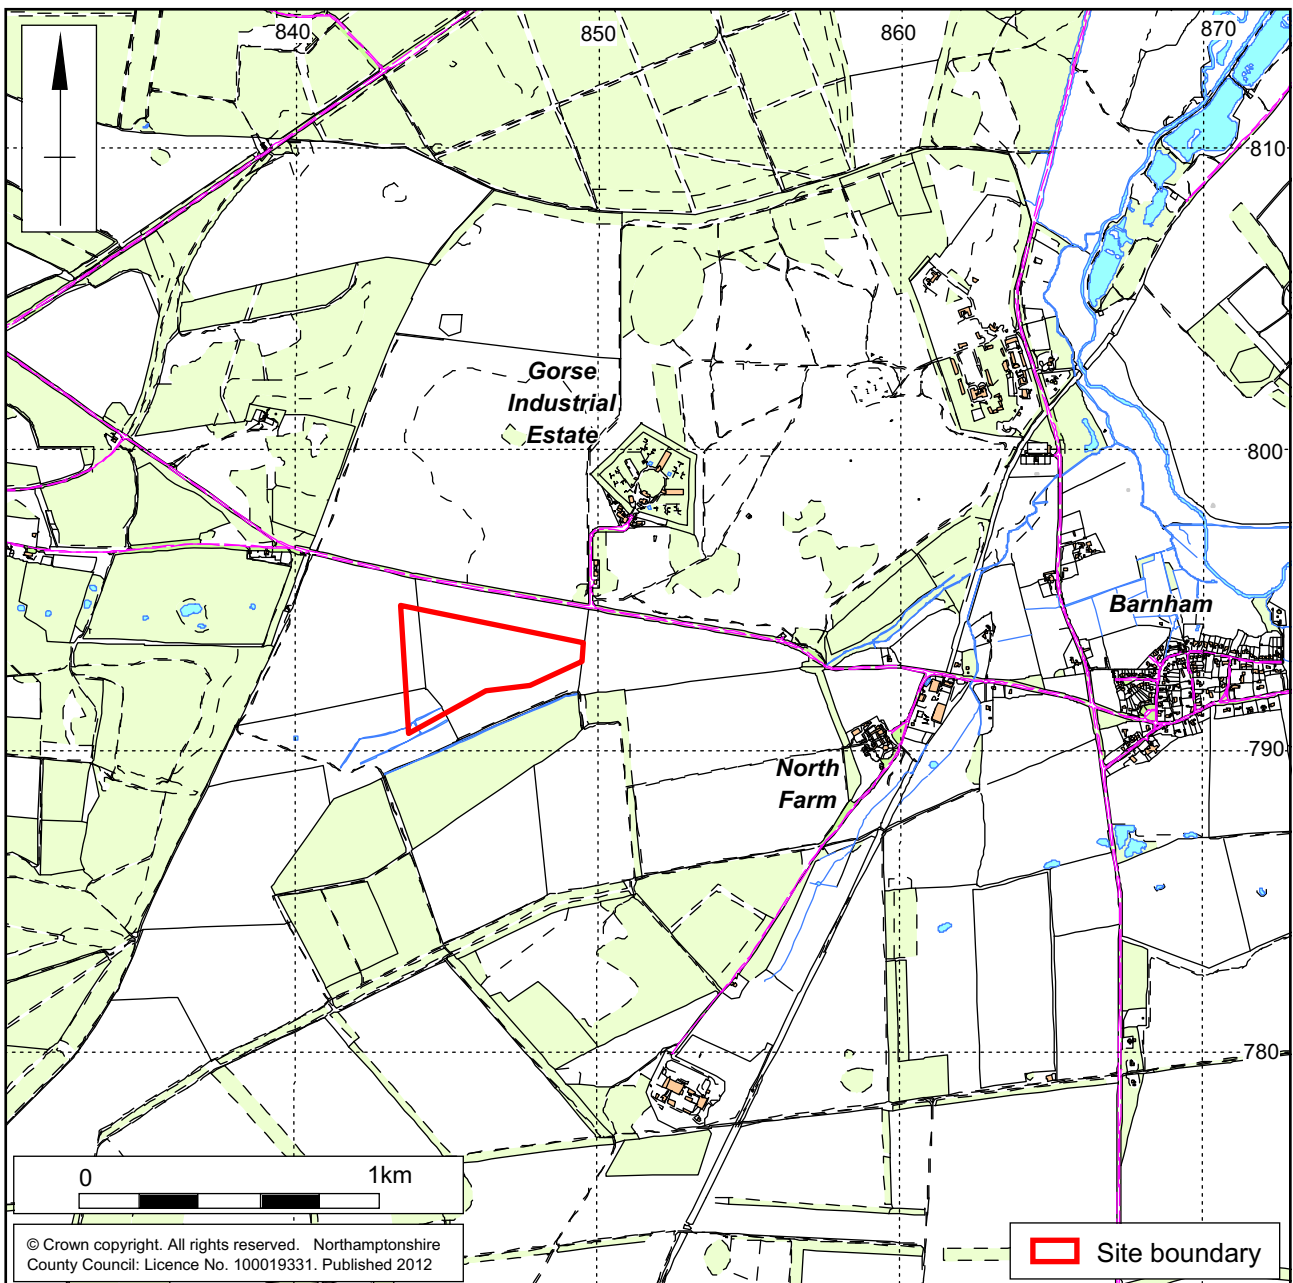 840
850
860
870
810
Gorse
Industrial
Estate
800
Barnham
790
North
Farm
780
0 1km
© Crown copyright. All rights reserved. Northamptonshire
County Council: Licence No. 100019331. Published 2012
Site boundary